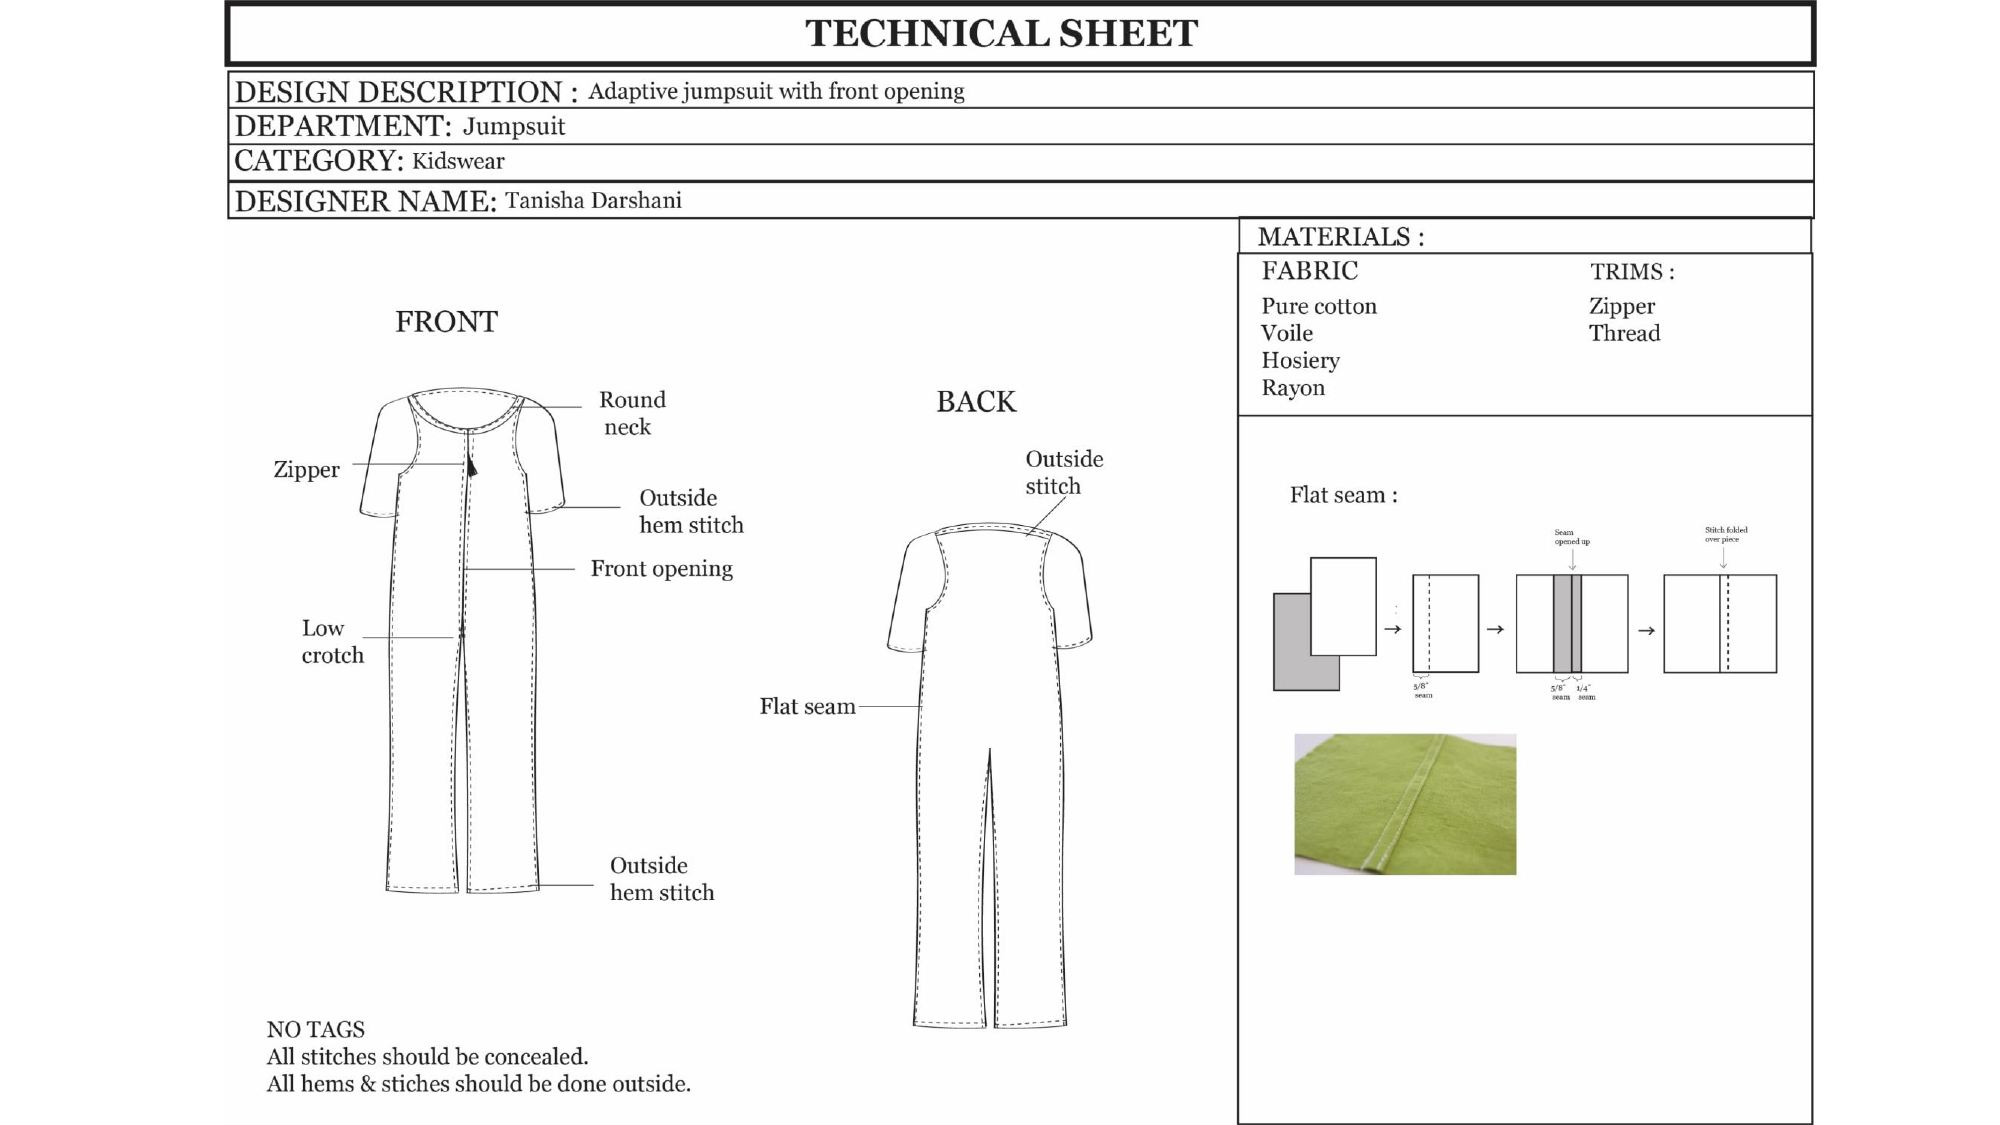 TECHNICAL SHEET
DESIGN DESCRIPTION : Adaptive jumpsuit with front opening
DEPARTMENT: Jumpsuit
CATEGORY: Kidswear
DESIGNER NAME: Tanisha Darshani
MATERIALS :
FABRIC
Pure cotton
Voile
Hosiery
Rayon
TRIMS :
Zipper
Thread
FRONT
Round
neck
Zipper
Outside
hem stitch
Front opening
Low
crotch
Outside
hem stitch
BACK
Outside
stitch
Flat seam
Flat seam :
Seam
opened up
Stitch folded
over piece
5/8"
seam
5/8"
seam
1/4"
seam
NO TAGS
All stitches should be concealed.
All hems & stiches should be done outside.